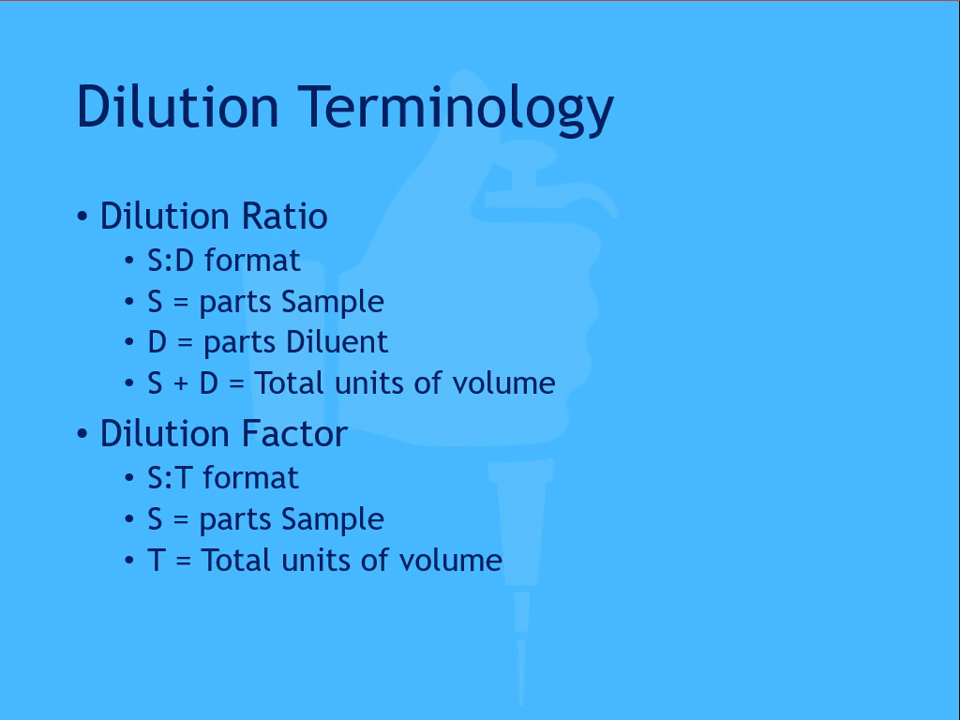 Dilution Terminology
• Dilution Ratio
• S:D format
• S = parts Sample
• D = parts Diluent
• S + D = Total units of volume
• Dilution Factor
• S:T format
• S = parts Sample
• T = Total units of volume